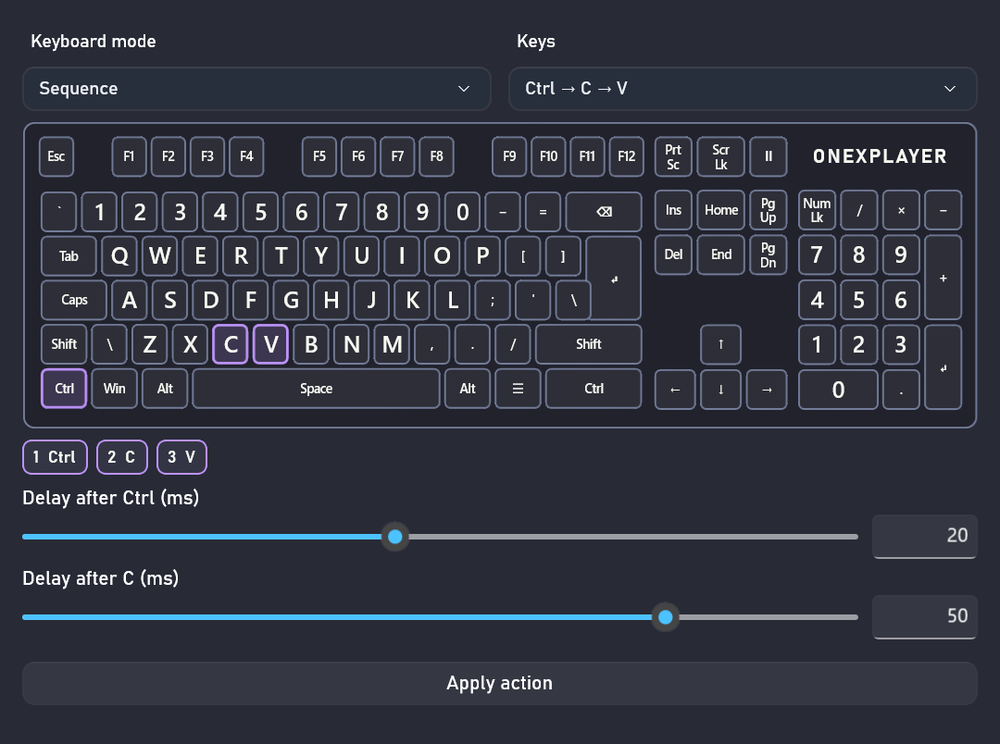 Keyboard mode Keys
Sequence Ctrl → C → V
Esc F1 F2 F3 F4 F5 F6 F7 F8 F9 F10 F11 F12 Prt Sc Scr Lk ⏸ ONEXPLAYER
` 1 2 3 4 5 6 7 8 9 0 - = ⌫ Ins Home Pg Up Num Lk / × -
Tab Q W E R T Y U I O P [ ] ↵ Del End Pg Dn 7 8 9 +
Caps A S D F G H J K L ; ' \ 4 5 6
Shift \ Z X C V B N M , . / Shift ↑ 1 2 3 ↵
Ctrl Win Alt Space Alt ☰ Ctrl ← ↓ → 0 .
1 Ctrl 2 C 3 V
Delay after Ctrl (ms)
20
Delay after C (ms)
50
Apply action